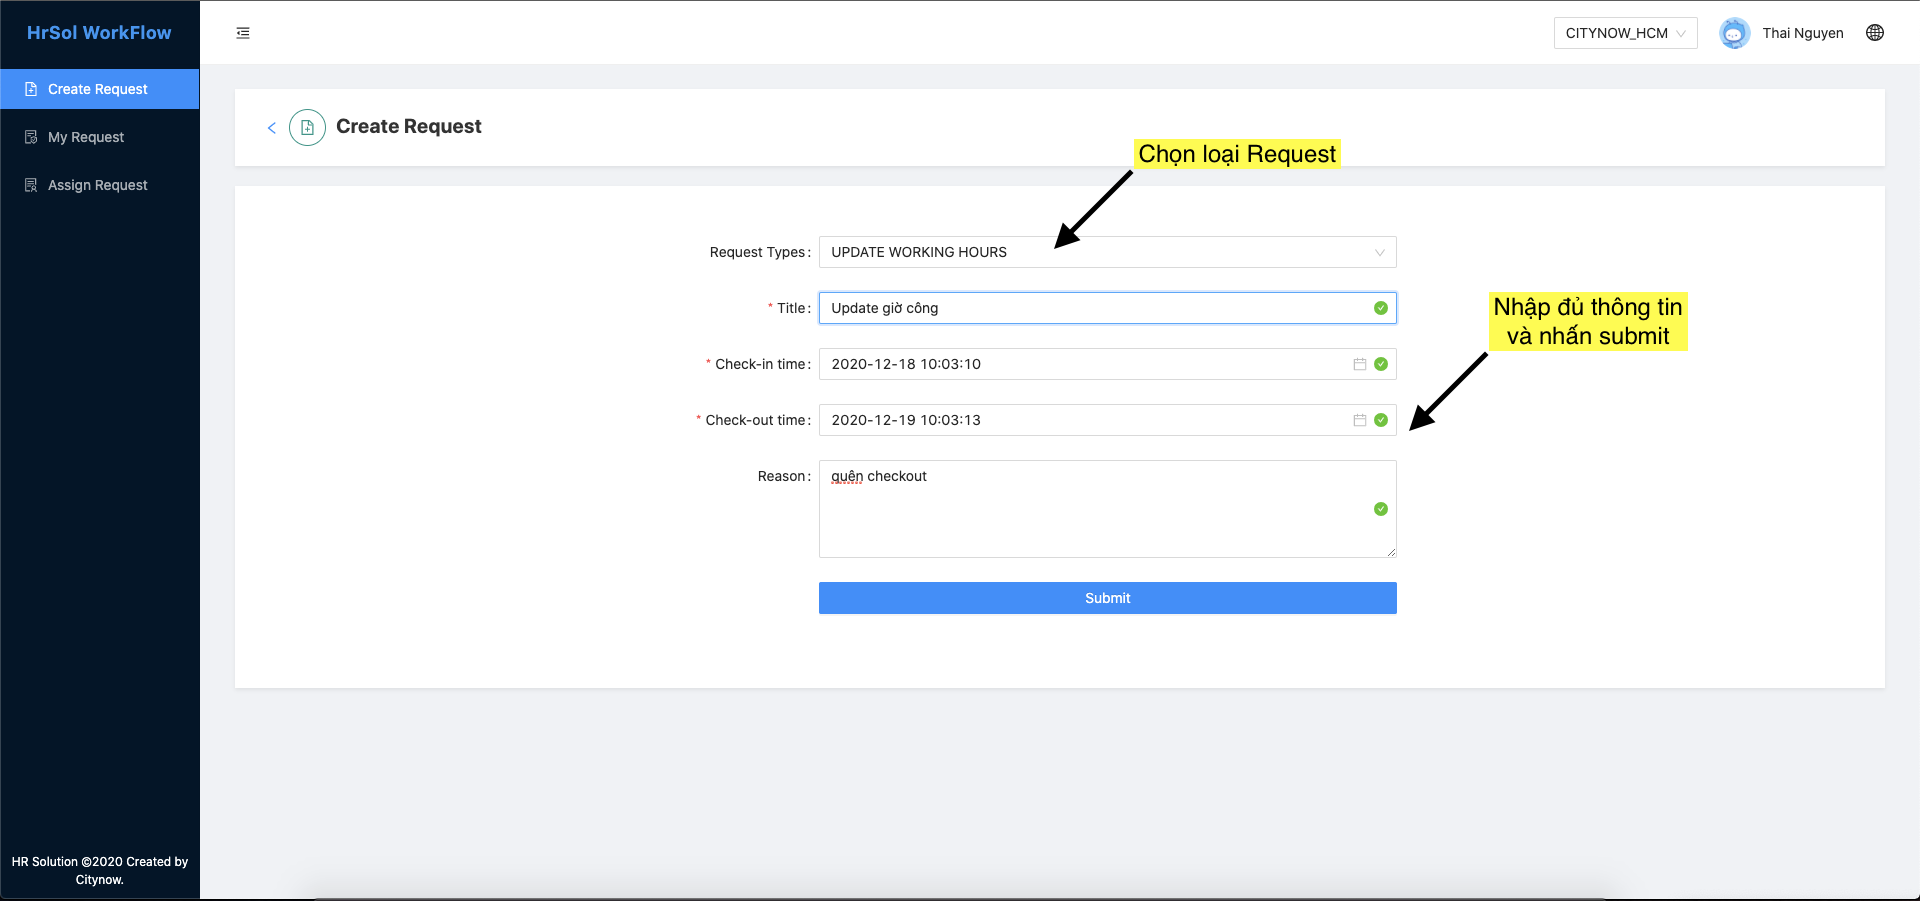 HrSol WorkFlow
CITYNOW_HCM
Thai Nguyen
Create Request
My Request
Assign Request
Create Request
Chọn loại Request
Request Types:
UPDATE WORKING HOURS
* Title:
Update giờ công
Nhập đủ thông tin
và nhấn submit
* Check-in time:
2020-12-18 10:03:10
* Check-out time:
2020-12-19 10:03:13
Reason:
quên checkout
Submit
HR Solution ©2020 Created by
Citynow.